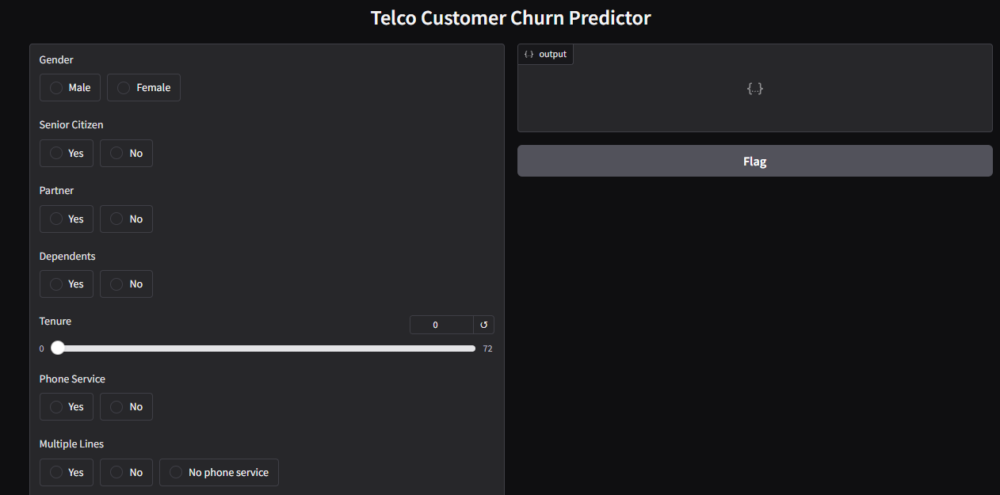 Telco Customer Churn Predictor
Gender
Male Female
Senior Citizen
Yes No
Partner
Yes No
Dependents
Yes No
Tenure
0 ↺
0 72
Phone Service
Yes No
Multiple Lines
Yes No No phone service
{..} output
{...}
Flag